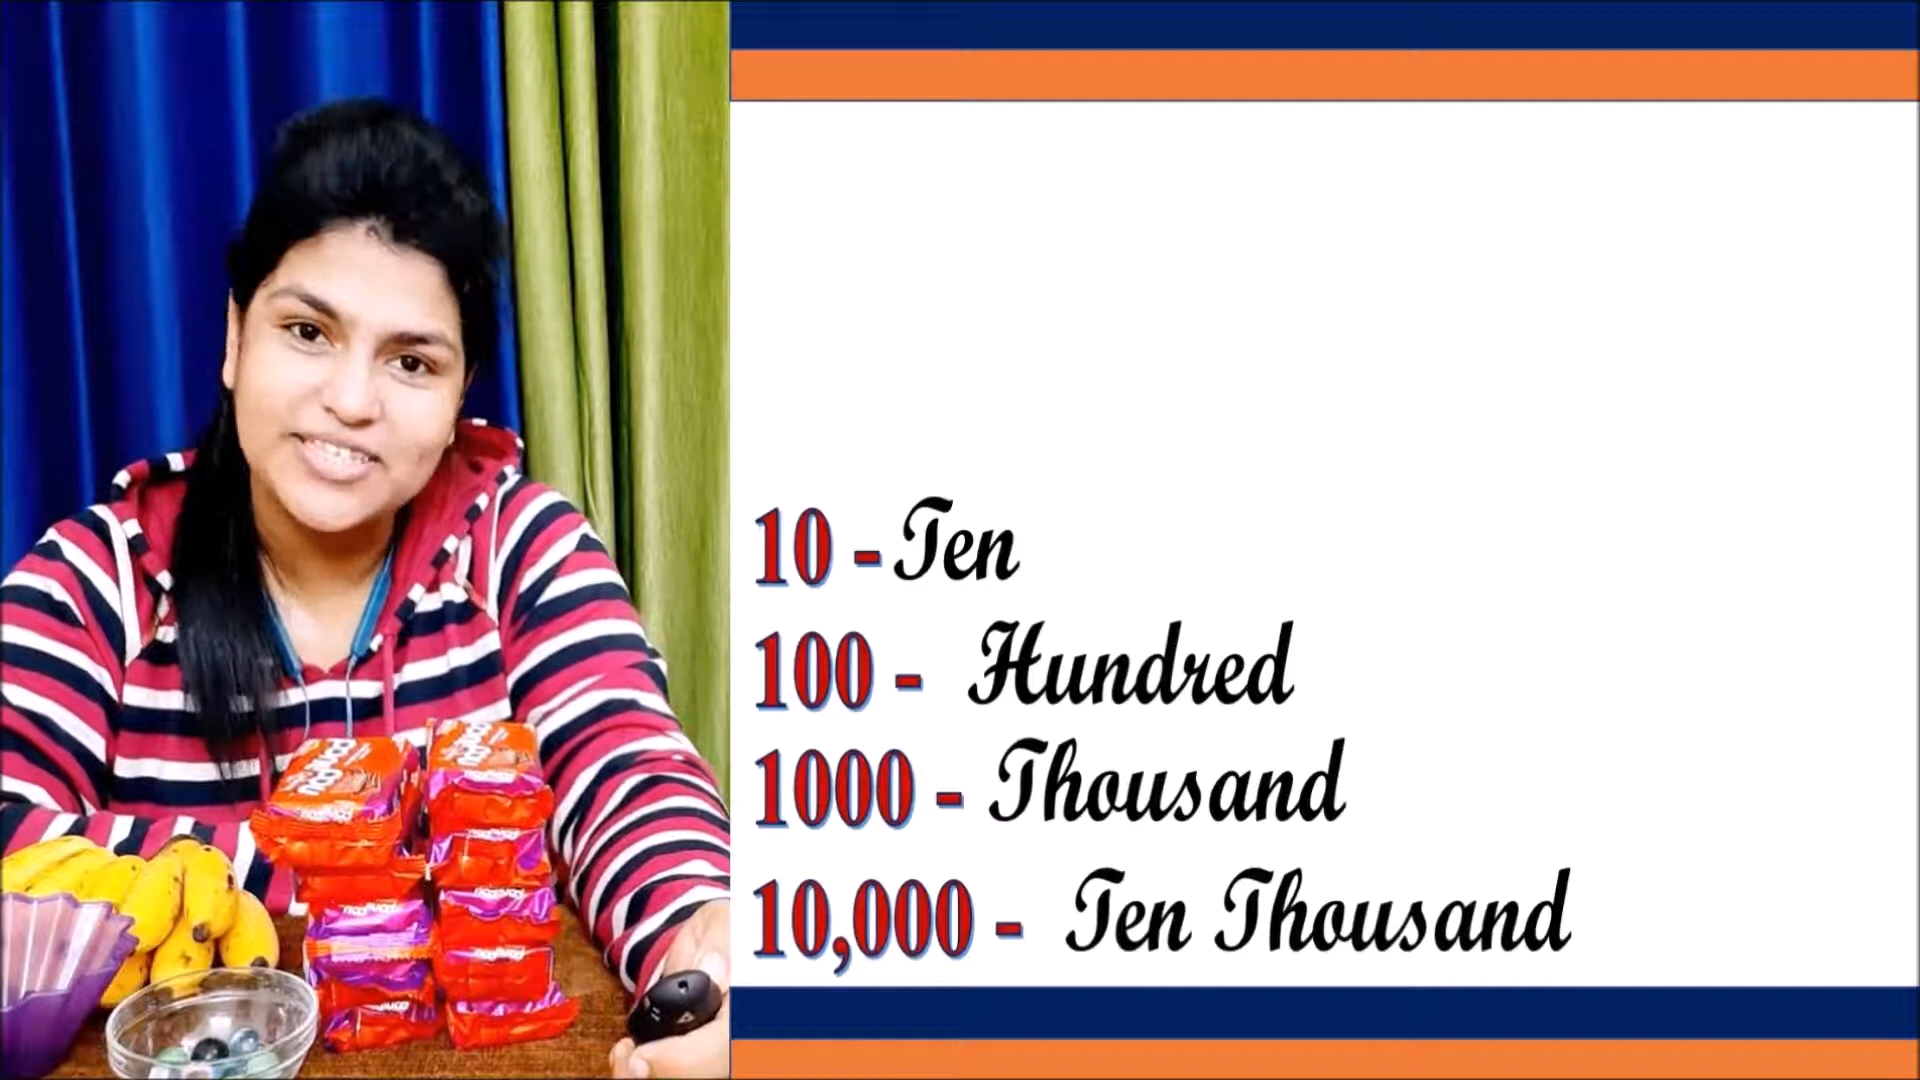 10 - Ten
100 - Hundred
1000 - Thousand
10,000 - Ten Thousand